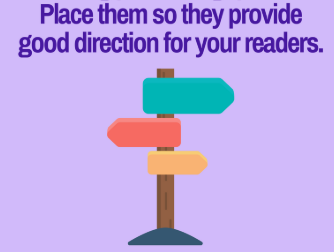 Place them so they provide
good direction for your readers.